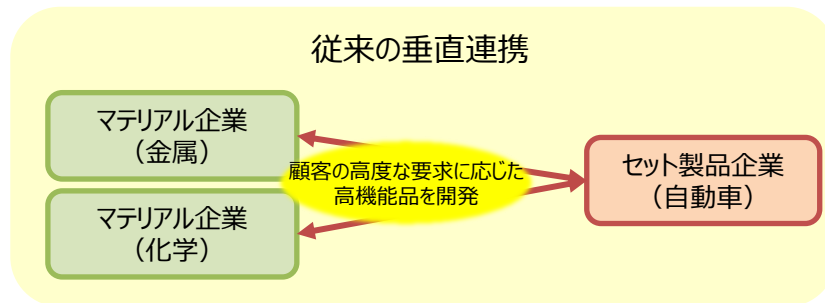 従来の垂直連携
マテリアル企業
（金属）
顧客の高度な要求に応じた
高機能品を開発
セット製品企業
（自動車）
マテリアル企業
（化学）